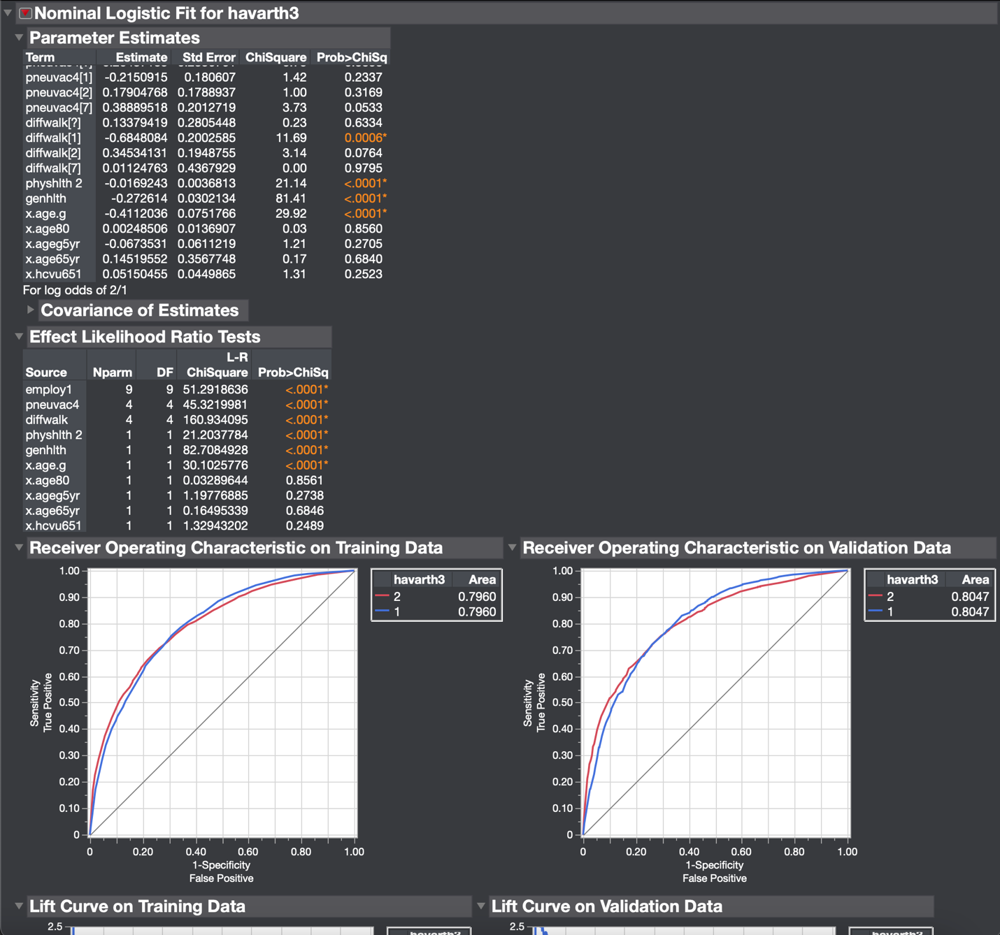 Nominal Logistic Fit for havarth3
Parameter Estimates
Term Estimate Std Error ChiSquare Prob>ChiSq
pneuvac4[1] -0.2150915 0.180607 1.42 0.2337
pneuvac4[2] 0.17904768 0.1788937 1.00 0.3169
pneuvac4[7] 0.38889518 0.2012719 3.73 0.0533
diffwalk[?] 0.13379419 0.2805448 0.23 0.6334
diffwalk[1] -0.6848084 0.2002585 11.69 0.0006*
diffwalk[2] 0.34534131 0.1948755 3.14 0.0764
diffwalk[7] 0.01124763 0.4367929 0.00 0.9795
physhlth 2 -0.0169243 0.0036813 21.14 <.0001*
genhlth -0.272614 0.0302134 81.41 <.0001*
x.age.g -0.4112036 0.0751766 29.92 <.0001*
x.age80 0.00248506 0.0136907 0.03 0.8560
x.ageg5yr -0.0673531 0.0611219 1.21 0.2705
x.age65yr 0.14519552 0.3567748 0.17 0.6840
x.hcvu651 0.05150455 0.0449865 1.31 0.2523
For log odds of 2/1
Covariance of Estimates
Effect Likelihood Ratio Tests
L-R
Source Nparm DF ChiSquare Prob>ChiSq
employ1 9 9 51.2918636 <.0001*
pneuvac4 4 4 45.3219981 <.0001*
diffwalk 4 4 160.934095 <.0001*
physhlth 2 1 1 21.2037784 <.0001*
genhlth 1 1 82.7084928 <.0001*
x.age.g 1 1 30.1025776 <.0001*
x.age80 1 1 0.03289644 0.8561
x.ageg5yr 1 1 1.19776885 0.2738
x.age65yr 1 1 0.16495339 0.6846
x.hcvu651 1 1 1.32943202 0.2489
Receiver Operating Characteristic on Training Data
1.00
0.90
0.80
0.70
0.60
0.50
0.40
0.30
0.20
0.10
0
Sensitivity
True Positive
0 0.20 0.40 0.60 0.80 1.00
1-Specificity
False Positive
havarth3 Area
2 0.7960
1 0.7960
Receiver Operating Characteristic on Validation Data
1.00
0.90
0.80
0.70
0.60
0.50
0.40
0.30
0.20
0.10
0
Sensitivity
True Positive
0 0.20 0.40 0.60 0.80 1.00
1-Specificity
False Positive
havarth3 Area
2 0.8047
1 0.8047
Lift Curve on Training Data
2.5
havarth3
Lift Curve on Validation Data
2.5
havarth3